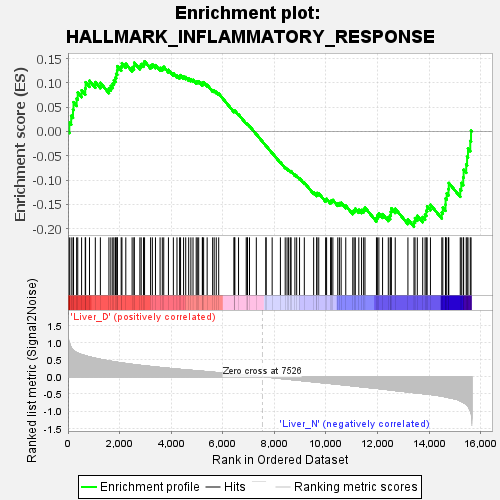 Enrichment plot:
HALLMARK_INFLAMMATORY_RESPONSE
Enrichment score (ES)
0.15
0.10
0.05
0.00
-0.05
-0.10
-0.15
-0.20
Ranked list metric (Signal2Noise)
'Liver_D' (positively correlated)
1.5
1.0
0.5
0.0
-0.5
-1.0
-1.5
Zero cross at 7526
'Liver_N' (negatively correlated)
0
2,000
4,000
6,000
8,000
10,000
12,000
14,000
16,000
Rank in Ordered Dataset
Enrichment profile
Hits
Ranking metric scores